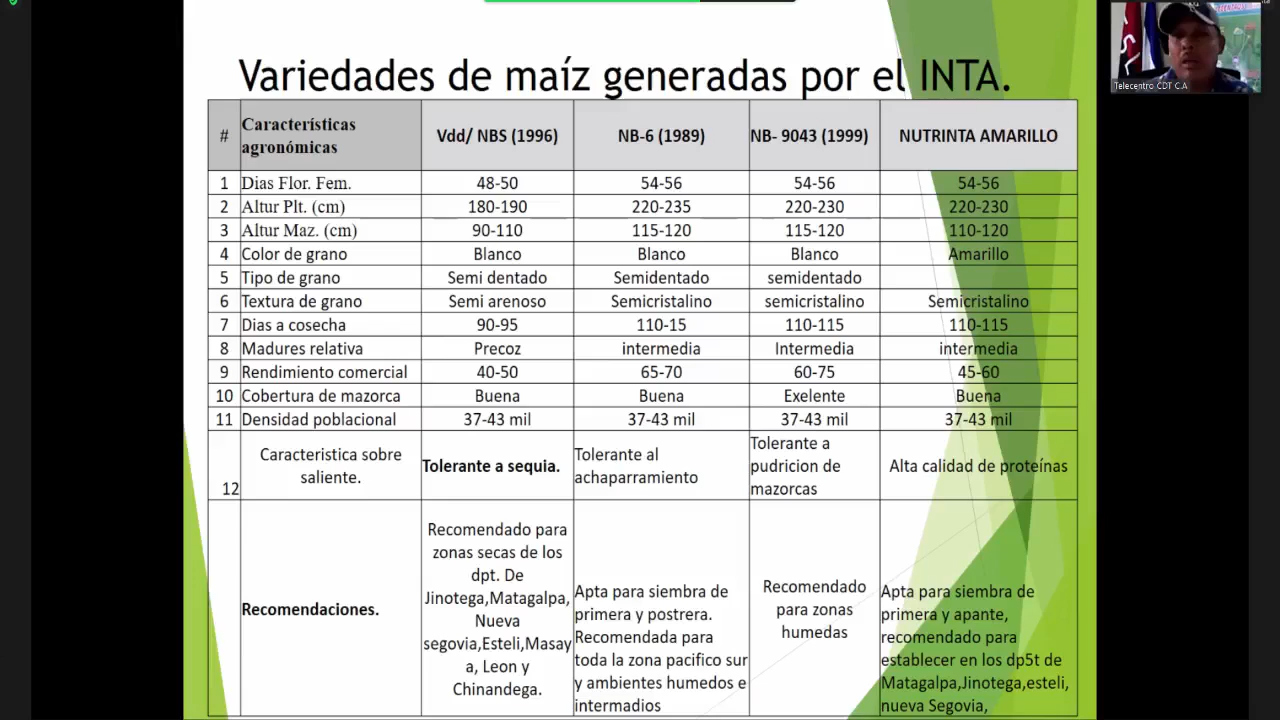 Variedades de maíz generadas por el INTA.
# Características agronómicas Vdd/ NBS (1996) NB-6 (1989) NB- 9043 (1999) NUTRINTA AMARILLO
1 Dias Flor. Fem. 48-50 54-56 54-56 54-56
2 Altur Plt. (cm) 180-190 220-235 220-230 220-230
3 Altur Maz. (cm) 90-110 115-120 115-120 110-120
4 Color de grano Blanco Blanco Blanco Amarillo
5 Tipo de grano Semi dentado Semidentado semidentado
6 Textura de grano Semi arenoso Semicristalino semicristalino Semicristalino
7 Dias a cosecha 90-95 110-15 110-115 110-115
8 Madures relativa Precoz intermedia Intermedia intermedia
9 Rendimiento comercial 40-50 65-70 60-75 45-60
10 Cobertura de mazorca Buena Buena Exelente Buena
11 Densidad poblacional 37-43 mil 37-43 mil 37-43 mil 37-43 mil
12
Caracteristica sobre
saliente.
Tolerante a sequia.
Tolerante al
achaparramiento
Tolerante a
pudricion de
mazorcas
Alta calidad de proteínas
Recomendaciones.
Recomendado para
zonas secas de los
dpt. De
Jinotega,Matagalpa,
Nueva
segovia,Esteli,Masay
a, Leon y
Chinandega.
Apta para siembra de
primera y postrera.
Recomendada para
toda la zona pacifico sur
y ambientes humedos e
intermadios
Recomendado
para zonas
humedas
Apta para siembra de
primera y apante,
recomendado para
establecer en los dp5t de
Matagalpa,Jinotega,esteli,
nueva Segovia,
Telecentro CDT C.A